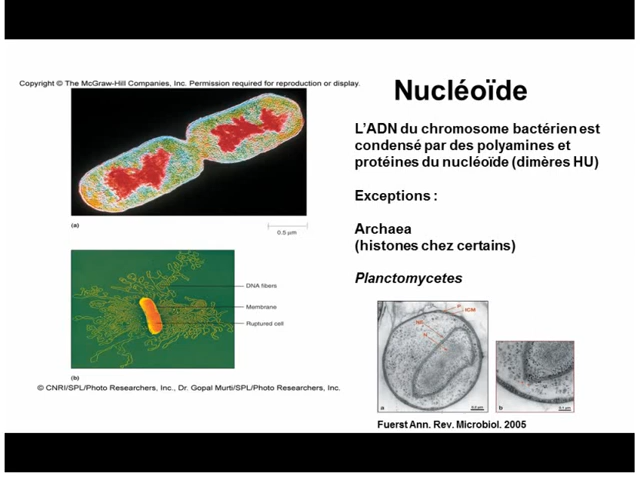 Copyright © The McGraw-Hill Companies, Inc. Permission required for reproduction or display.
Nucléoïde
L'ADN du chromosome bactérien est
condensé par des polyamines et
protéines du nucléoïde (dimères HU)
Exceptions :
Archaea
(histones chez certains)
Planctomycetes
(a)
0.5 µm
DNA fibers
Membrane
Ruptured cell
(b)
© CNRI/SPL/Photo Researchers, Inc., Dr. Gopal Murti/SPL/Photo Researchers, Inc.
P
ICM
NE
N
a
b
Fuerst Ann. Rev. Microbiol. 2005